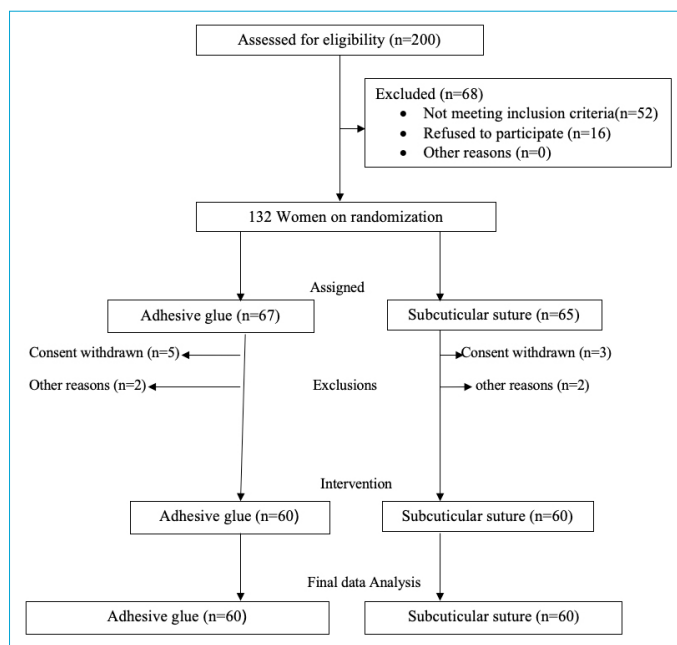 Assessed for eligibility (n=200)
Excluded (n=68)
• Not meeting inclusion criteria(n=52)
• Refused to participate (n=16)
• Other reasons (n=0)
132 Women on randomization
Assigned
Adhesive glue (n=67)
Subcuticular suture (n=65)
Consent withdrawn (n=5)
Consent withdrawn (n=3)
Other reasons (n=2)
Exclusions
other reasons (n=2)
Intervention
Adhesive glue (n=60)
Subcuticular suture (n=60)
Final data Analysis
Adhesive glue (n=60)
Subcuticular suture (n=60)